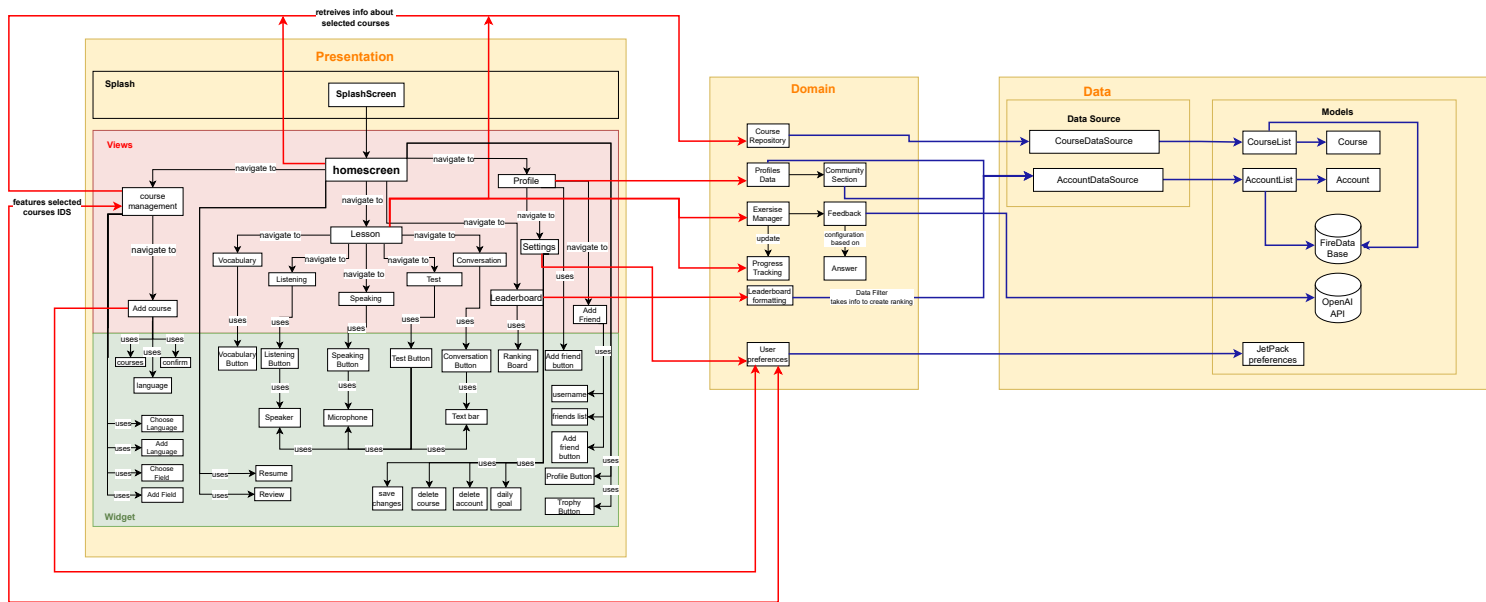 retreives info about
selected courses
Presentation
Splash
SplashScreen
Views
navigate to
navigate to
homescreen
Profile
course
management
features selected
courses IDS
navigate to
navigate to
navigate to
navigate to
Lesson
navigate to
navigate to
Settings
navigate to
Vocabulary
navigate to
navigate to
navigate to
Conversation
Listening
Test
uses
Speaking
Leaderboard
Add course
Add
Friend
uses
uses
uses
uses
uses
uses
uses
uses
uses
uses
courses
confirm
language
Vocabulary
Button
Listening
Button
Speaking
Button
Test Button
Conversation
Button
Ranking
Board
Add friend
button
uses
uses
uses
username
Speaker
Microphone
Text bar
friends list
uses
Choose
Language
uses
Add
Language
uses
uses
uses
Add
friend
button
uses
Choose
Field
uses
Add Field
uses
Resume
uses
Review
uses
uses
uses
uses
Profile Button
uses
save
changes
delete
course
delete
account
daily
goal
uses
Trophy
Button
Widget
Domain
Course
Repository
Profiles
Data
Community
Section
Exersise
Manager
Feedback
update
configuration
based on
Progress
Tracking
Answer
Leaderboard
formatting
Data Filter
takes info to create ranking
User
preferences
Data
Data Source
CourseDataSource
AccountDataSource
Models
CourseList
Course
AccountList
Account
FireData
Base
OpenAI
API
JetPack
preferences